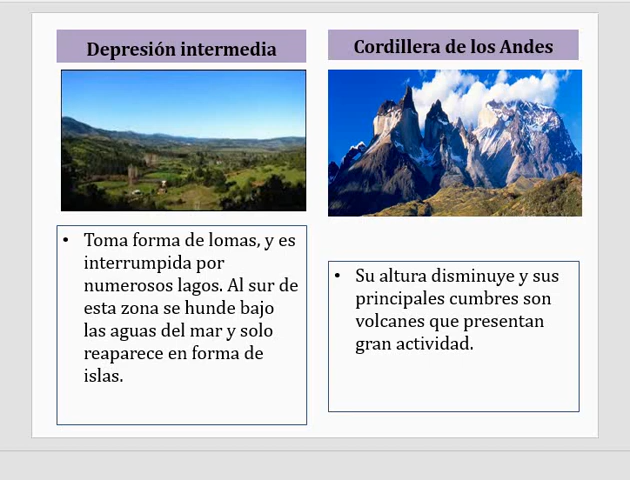 Depresión intermedia
Cordillera de los Andes
• Toma forma de lomas, y es
interrumpida por
numerosos lagos. Al sur de
esta zona se hunde bajo
las aguas del mar y solo
reaparece en forma de
islas.
• Su altura disminuye y sus
principales cumbres son
volcanes que presentan
gran actividad.